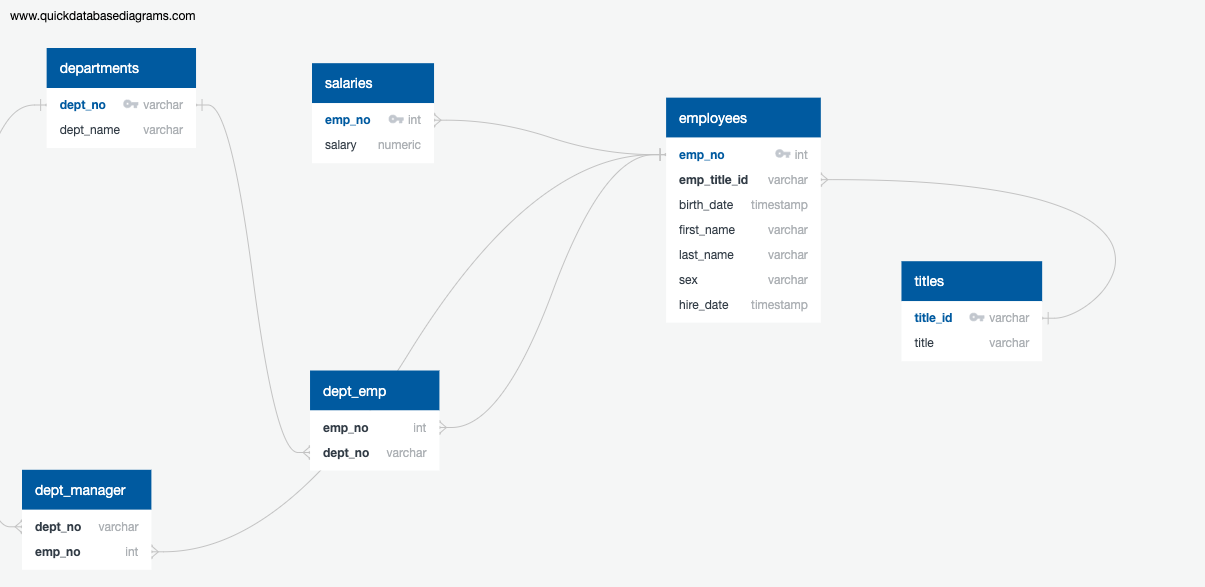 www.quickdatabasediagrams.com
departments
dept_no varchar
dept_name varchar
salaries
emp_no int
salary numeric
employees
emp_no int
emp_title_id varchar
birth_date timestamp
first_name varchar
last_name varchar
sex varchar
hire_date timestamp
titles
title_id varchar
title varchar
dept_emp
emp_no int
dept_no varchar
dept_manager
dept_no varchar
emp_no int